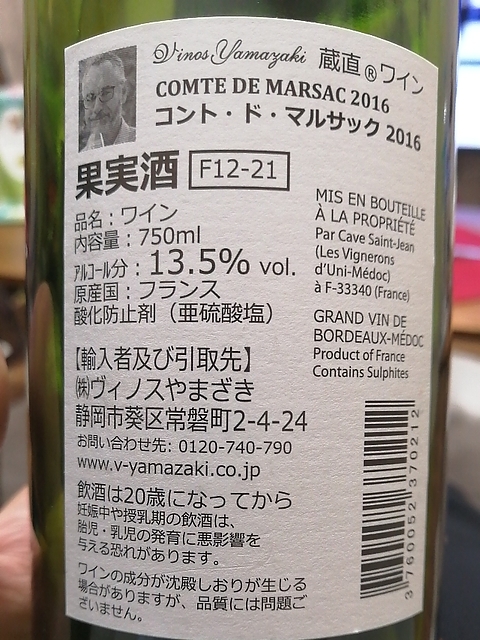 Vinos Yamazaki 蔵直®ワイン
COMTE DE MARSAC 2016
コント・ド・マルサック 2016
果実酒 F12-21
品名：ワイン
内容量：750ml
アルコール分：13.5% vol.
原産国：フランス
酸化防止剤（亜硫酸塩）
MIS EN BOUTEILLE
À LA PROPRIÉTÉ
Par Cave Saint-Jean
(Les Vignerons
d'Uni-Médoc)
à F-33340 (France)
GRAND VIN DE
BORDEAUX-MÉDOC
Product of France
Contains Sulphites
【輸入者及び引取先】
㈱ヴィノスやまざき
静岡市葵区常磐町2-4-24
お問い合わせ先: 0120-740-790
www.v-yamazaki.co.jp
飲酒は20歳になってから
妊娠中や授乳期の飲酒は、
胎児・乳児の発育に悪影響を
与える恐れがあります。
ワインの成分が沈殿しおりが生じる
場合がありますが、品質には問題ご
ざいません。
3 760052 370212